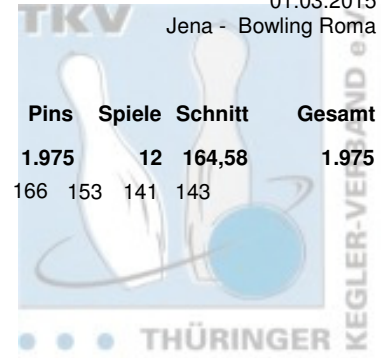 01.03.2015
TKV
Jena - Bowling Roma
Pins Spiele Schnitt Gesamt
1.975 12 164,58 1.975
166 153 141 143
THÜRINGER
KEGLER-VERBAND e.V.